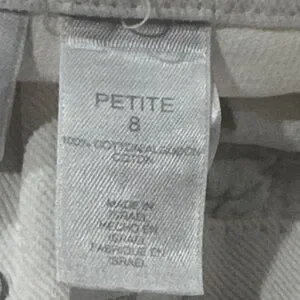 PETITE
8
100% COTTON/ALGODON
COTON
MADE IN
ISRAEL
HECHO EN
ISRAEL
FABRIQUE EN
ISRAEL